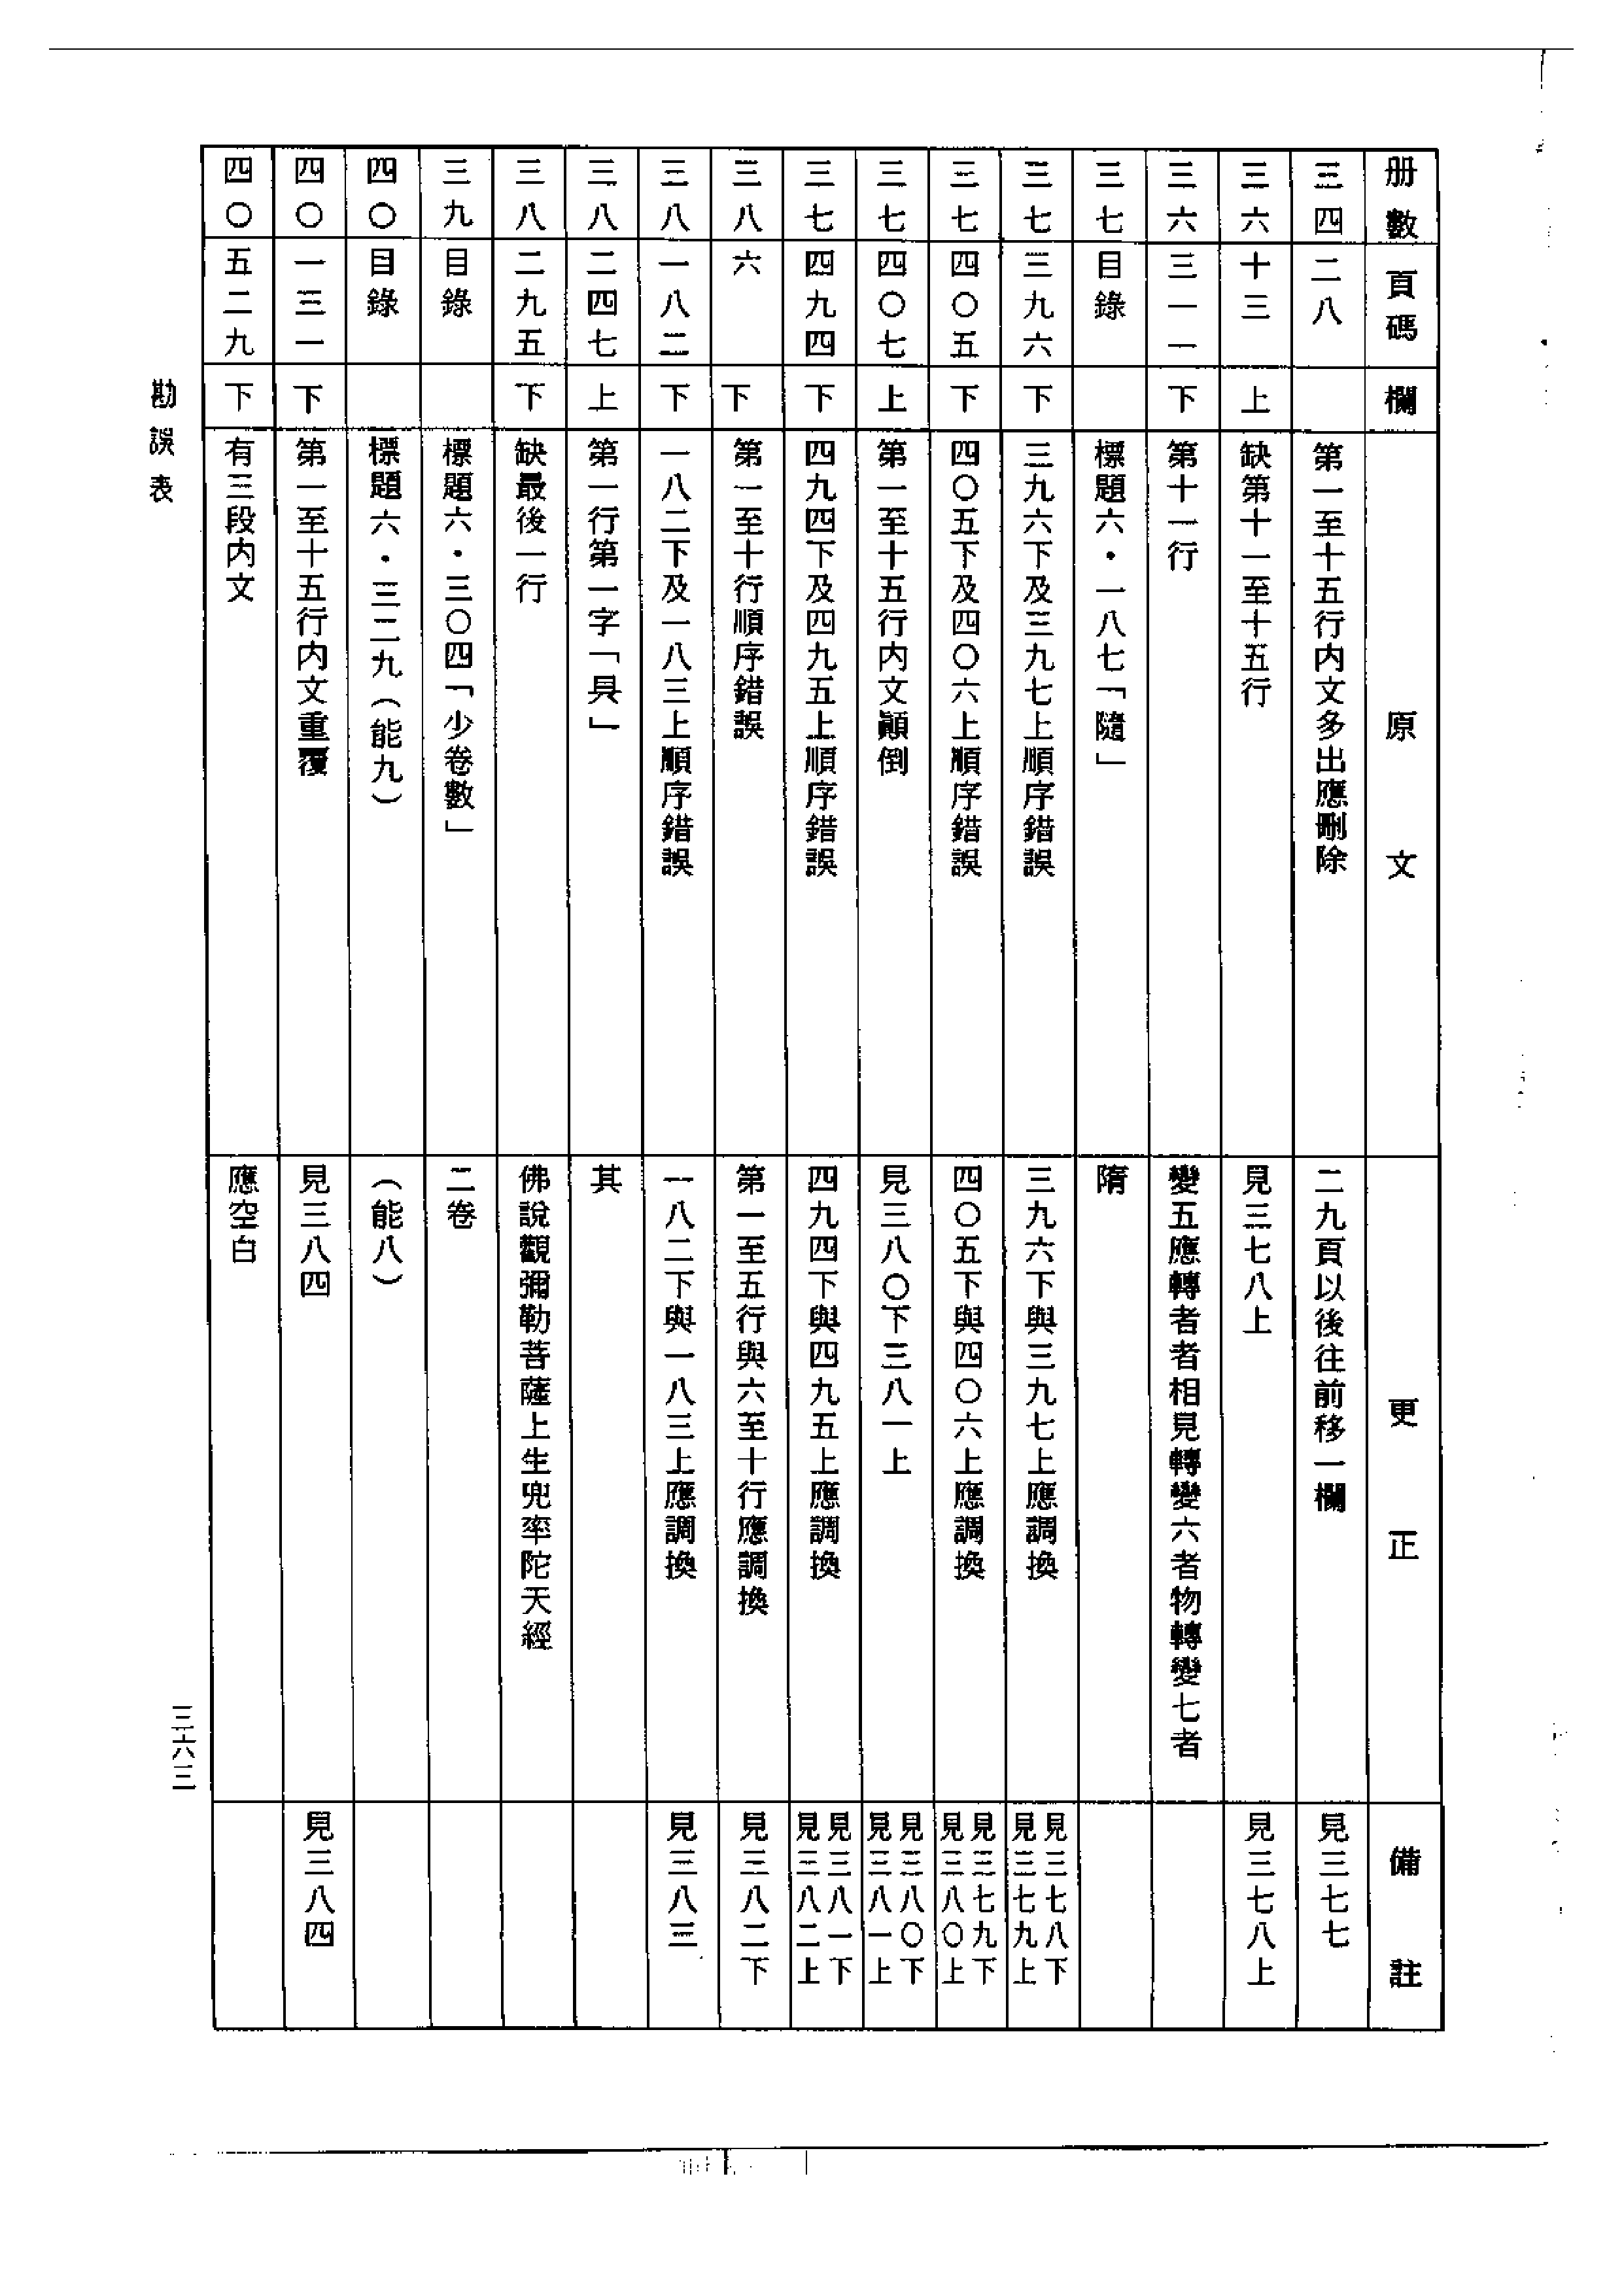 册數 頁碼 欄 原文 更正 備註
三四 二八 第一至十五行内文多出應刪除 二九頁以後往前移一欄 見三七七
三六 十三 上 缺第十一至十五行 見三七八上 見三七八上
三六 三一一 下 第十一行 變五應轉者者相見轉變六者物轉變七者
三七 目錄 標題六・一八七「隨」 隋
三七 三九六 下 三九六下及三九七上順序錯誤 三九六下與三九七上應調換 見三七八下 見三七九上
三七 四〇五 下 四〇五下及四〇六上順序錯誤 四〇五下與四〇六上應調換 見三七九下 見三八〇上
三七 四〇七 上 第一至十五行内文顚倒 見三八〇下三八一上 見三八〇下 見三八一上
三七 四九四 下 四九四下及四九五上順序錯誤 四九四下與四九五上應調換 見三八一下 見三八二上
三八 六 下 第一至十行順序錯誤 第一至五行與六至十行應調換 見三八二下
三八 一八二 下 一八二下及一八三上順序錯誤 一八二下與一八三上應調換 見三八三
三八 二四七 上 第一行第一字「具」 其
三八 二九五 下 缺最後一行 佛說觀彌勒菩薩上生兜率陀天經
三九 目錄 標題六・三〇四「少卷數」 二卷
四〇 目錄 標題六・三二九（能九） （能八）
四〇 一三一 下 第一至十五行内文重覆 見三八四 見三八四
四〇 五二九 下 有三段内文 應空白
勘誤表
三六三